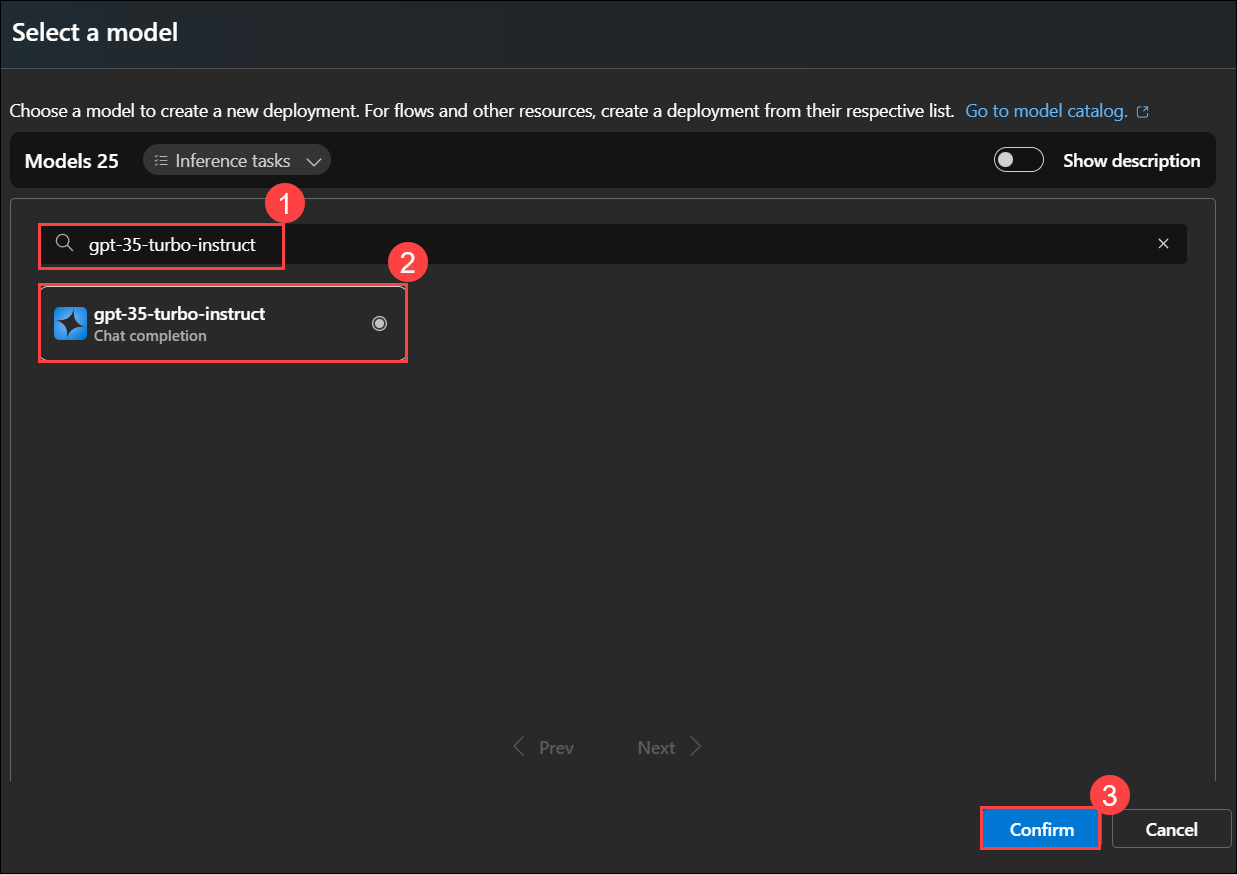 Select a model
Choose a model to create a new deployment. For flows and other resources, create a deployment from their respective list. Go to model catalog.
Models 25 Inference tasks Show description
1
gpt-35-turbo-instruct
2
gpt-35-turbo-instruct
Chat completion
Prev Next
3
Confirm Cancel